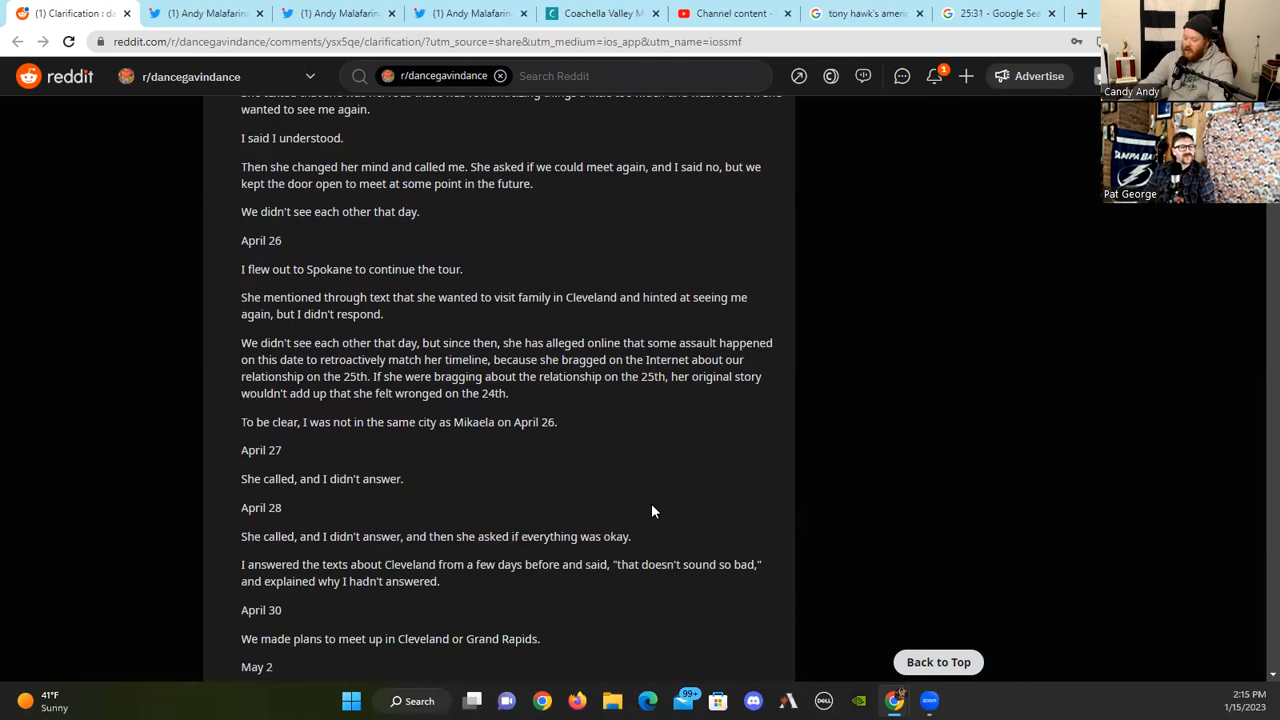 (1) Clarification : da
(1) Andy Malafarina
(1) Andy Malafarina
(1) Andy Malafarina
Coachella Valley M
Channel content -
tony hawk's americ
25:31 - Google Sea
reddit.com/r/dancegavindance/comments/ysx5qe/clarification/?utm_source=share&utm_medium=ios_app&utm_name=iossmf
reddit
r/dancegavindance
r/dancegavindance
Search Reddit
1
Advertise
Candy Andy
TAMPA BAY
Pat George
wanted to see me again.
I said I understood.
Then she changed her mind and called me. She asked if we could meet again, and I said no, but we
kept the door open to meet at some point in the future.
We didn't see each other that day.
April 26
I flew out to Spokane to continue the tour.
She mentioned through text that she wanted to visit family in Cleveland and hinted at seeing me
again, but I didn't respond.
We didn't see each other that day, but since then, she has alleged online that some assault happened
on this date to retroactively match her timeline, because she bragged on the Internet about our
relationship on the 25th. If she were bragging about the relationship on the 25th, her original story
wouldn't add up that she felt wronged on the 24th.
To be clear, I was not in the same city as Mikaela on April 26.
April 27
She called, and I didn't answer.
April 28
She called, and I didn't answer, and then she asked if everything was okay.
I answered the texts about Cleveland from a few days before and said, "that doesn't sound so bad,"
and explained why I hadn't answered.
April 30
We made plans to meet up in Cleveland or Grand Rapids.
May 2
Back to Top
41°F
Sunny
Search
99+
DELL
2:15 PM
1/15/2023